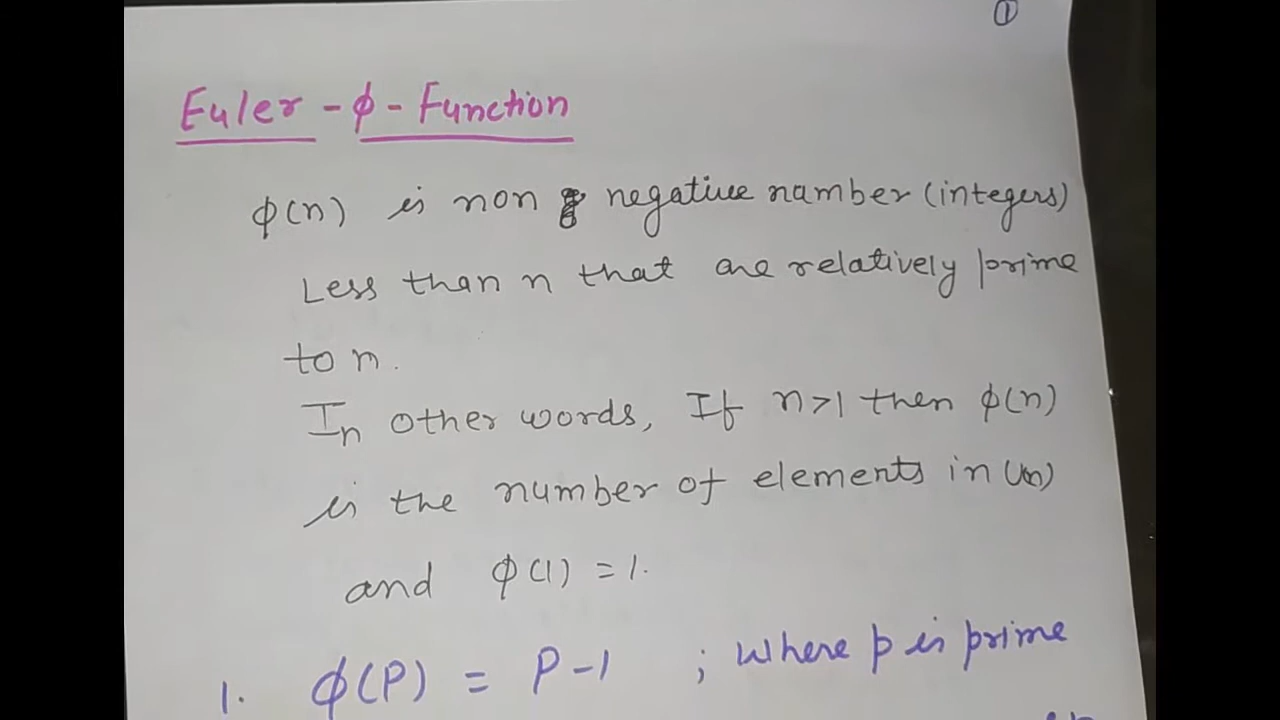 ①
Euler - ϕ - Function
ϕ(n) is non negative number (integers)
Less than n that are relatively prime
to n.
In other words, If n>1 then ϕ(n)
is the number of elements in U(n)
and ϕ(1) = 1.
1. ϕ(P) = P-1 ; where p is prime